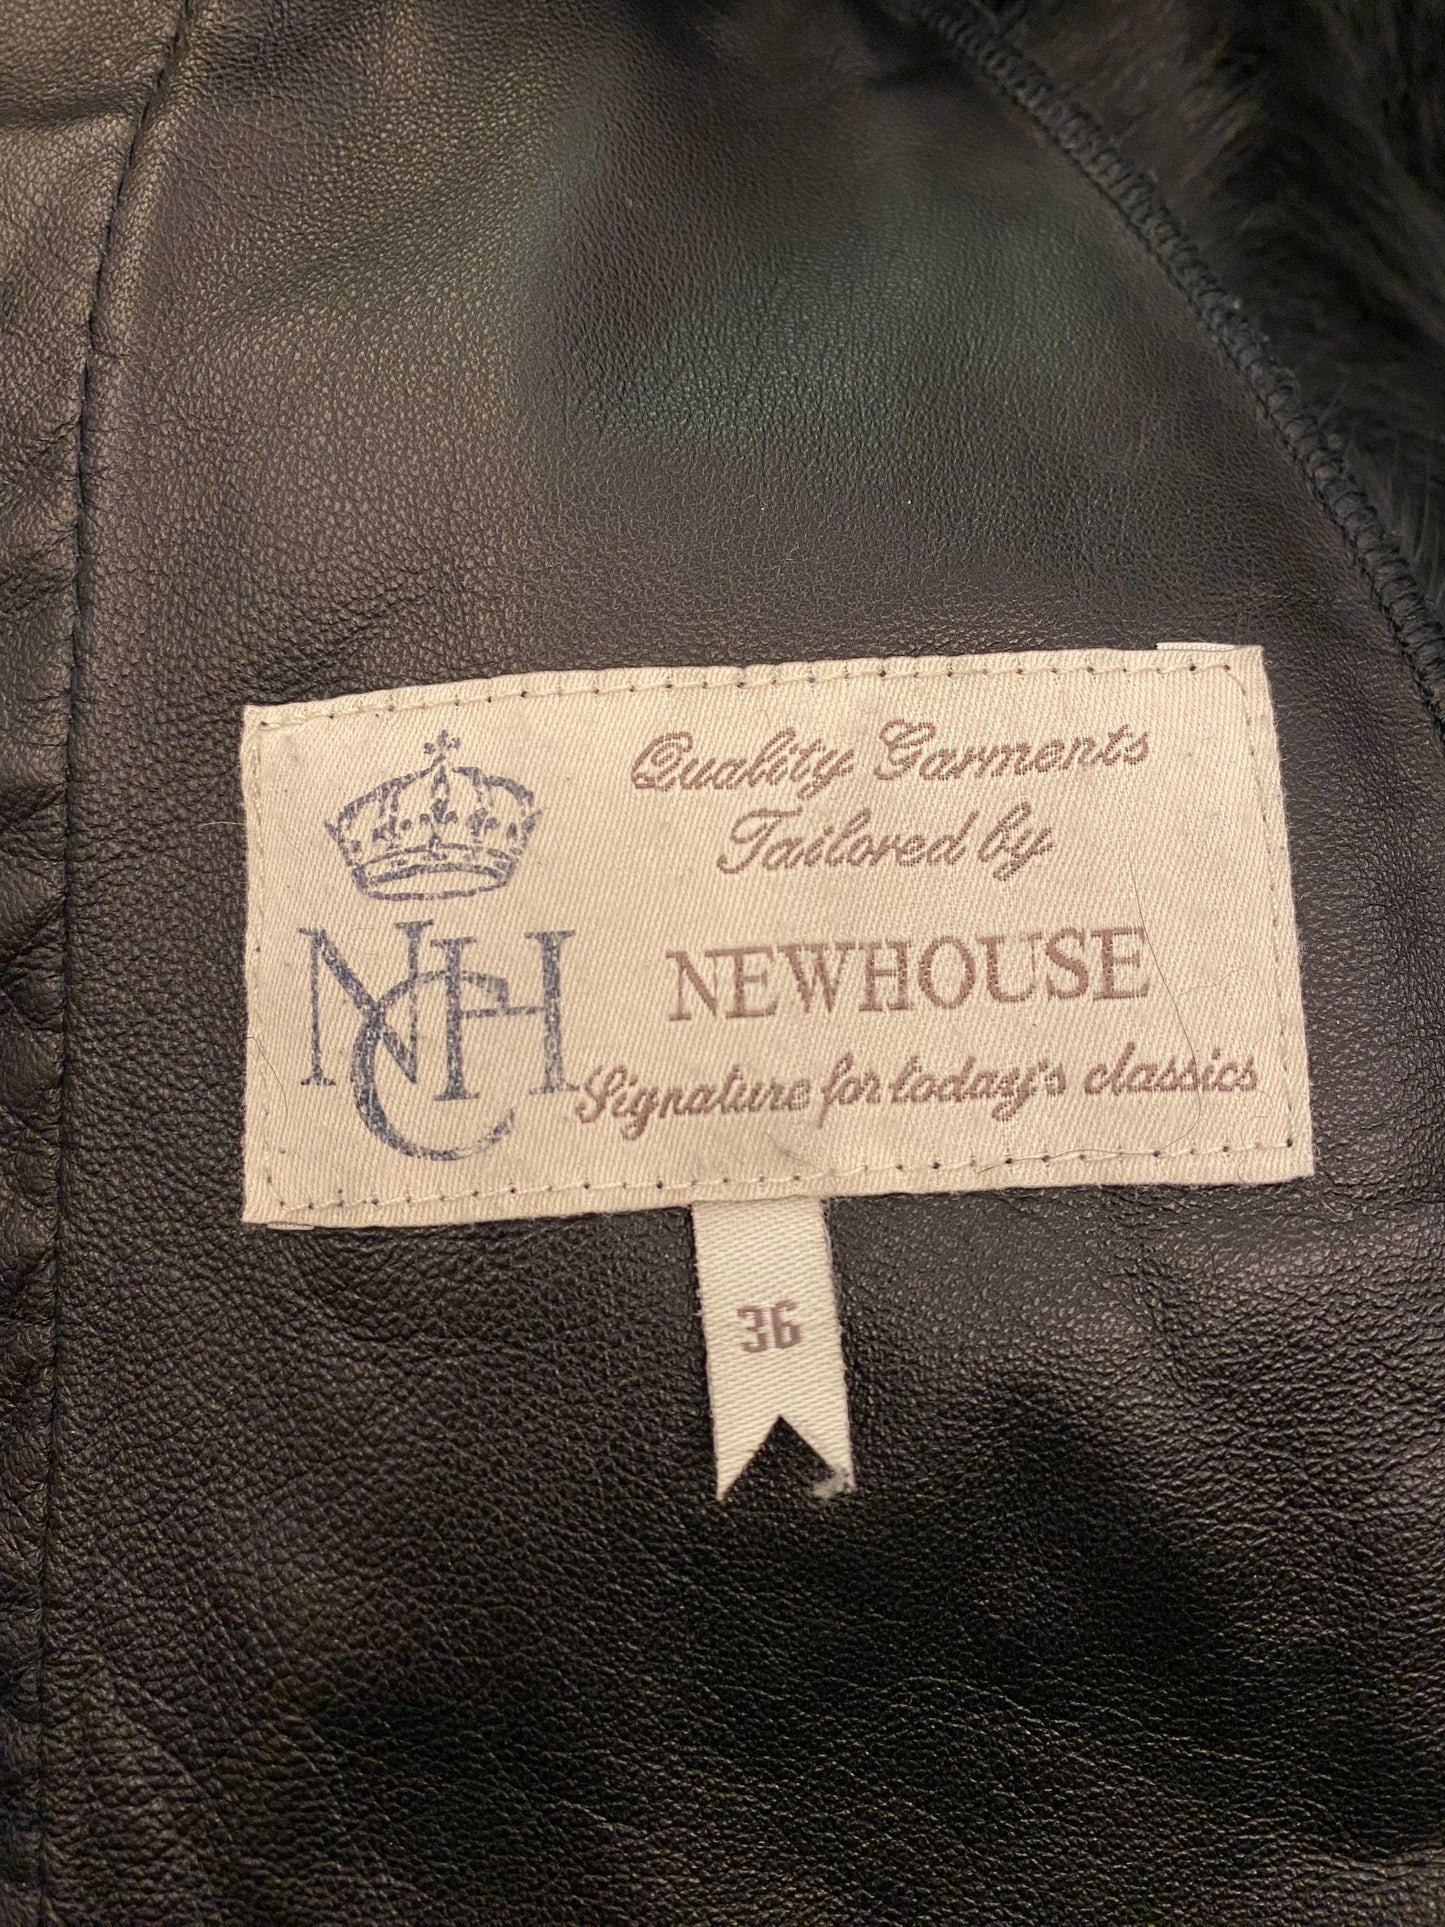 Quality Garments
Tailored by
NCH
NEWHOUSE
Signature for today's classics
36